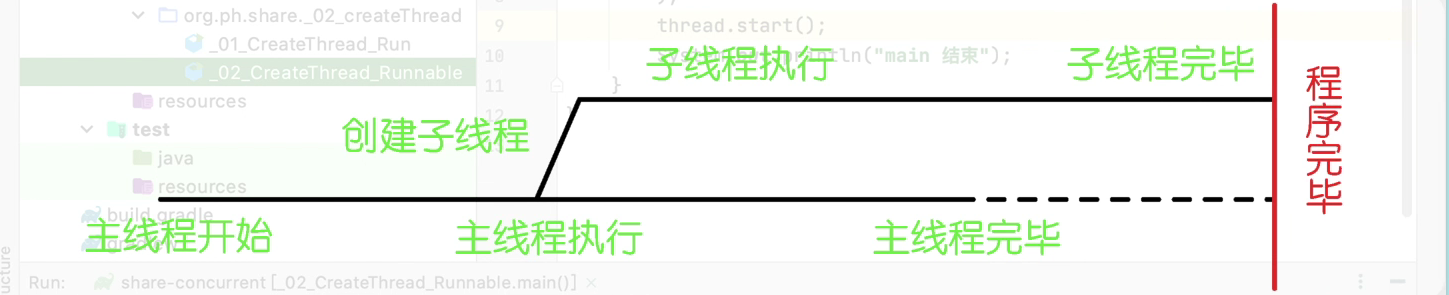 org.ph.share._02_createThread
_01_CreateThread_Run
_02_CreateThread_Runnable
resources
test
java
resources
build.gradle
9
thread.start();
10
println("main 结束");
11
}
子线程执行
子线程完毕
创建子线程
主线程开始
主线程执行
主线程完毕
程序完毕
ucture
Run:
share-concurrent [_02_CreateThread_Runnable.main()]